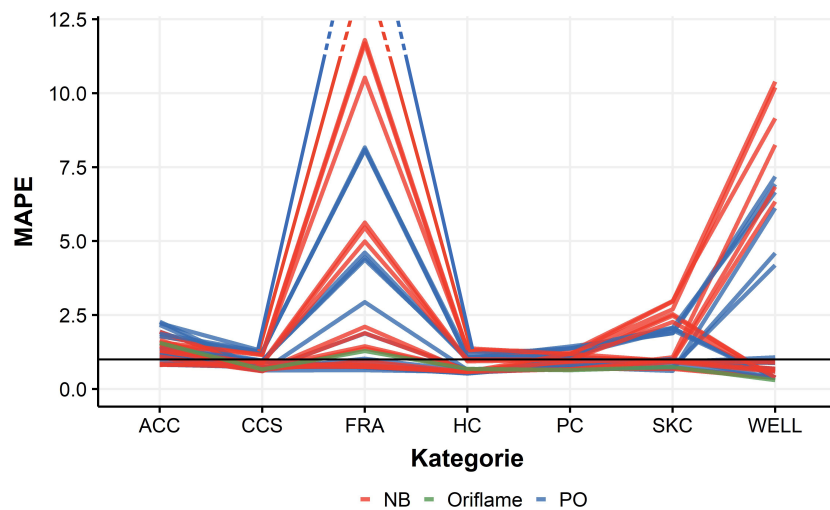 12.5
10.0
7.5
5.0
2.5
0.0
MAPE
ACC CCS FRA HC PC SKC WELL
Kategorie
NB Oriflame PO